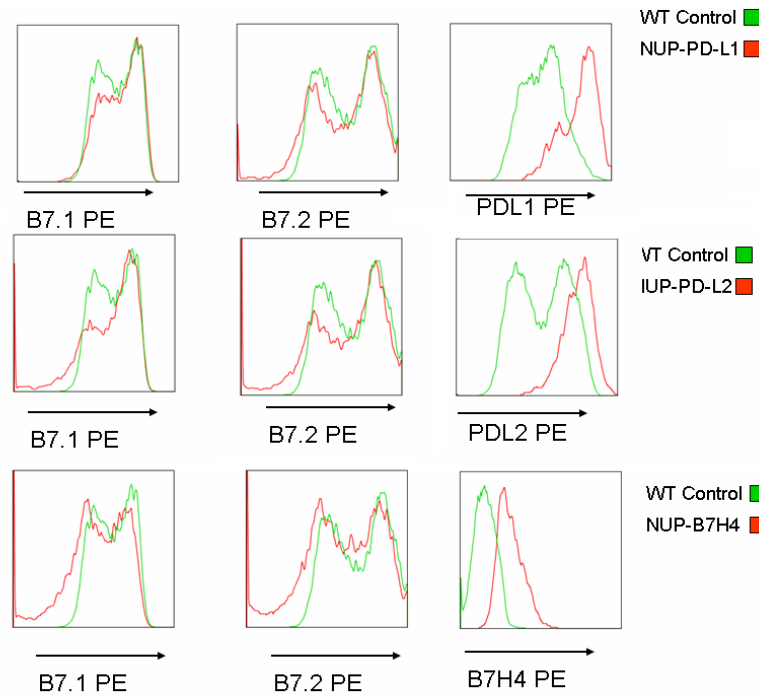 WT Control
NUP-PD-L1
B7.1 PE
B7.2 PE
PDL1 PE
VT Control
IUP-PD-L2
B7.1 PE
B7.2 PE
PDL2 PE
WT Control
NUP-B7H4
B7.1 PE
B7.2 PE
B7H4 PE